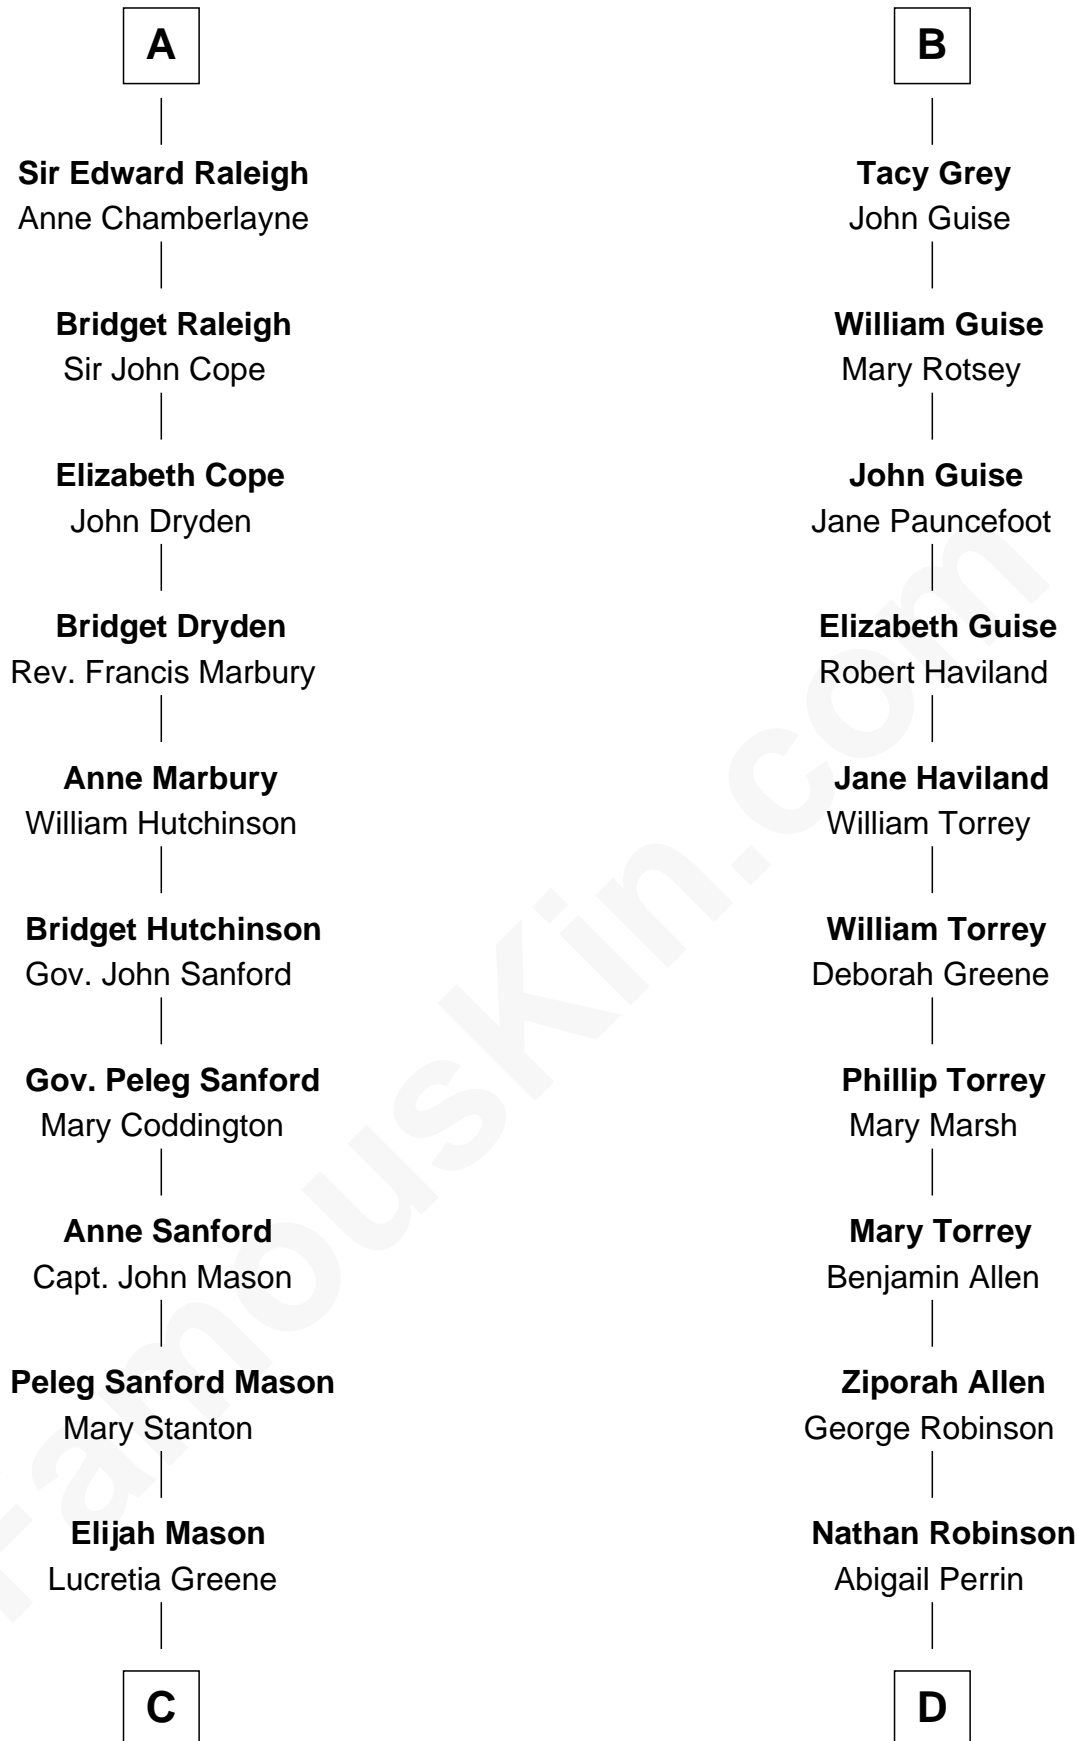 A
Sir Edward Raleigh
Anne Chamberlayne
Bridget Raleigh
Sir John Cope
Elizabeth Cope
John Dryden
Bridget Dryden
Rev. Francis Marbury
Anne Marbury
William Hutchinson
Bridget Hutchinson
Gov. John Sanford
Gov. Peleg Sanford
Mary Coddington
Anne Sanford
Capt. John Mason
Peleg Sanford Mason
Mary Stanton
Elijah Mason
Lucretia Greene
C
B
Tacy Grey
John Guise
William Guise
Mary Rotsey
John Guise
Jane Pauncefoot
Elizabeth Guise
Robert Haviland
Jane Haviland
William Torrey
William Torrey
Deborah Greene
Phillip Torrey
Mary Marsh
Mary Torrey
Benjamin Allen
Ziporah Allen
George Robinson
Nathan Robinson
Abigail Perrin
D
FamousKin.com